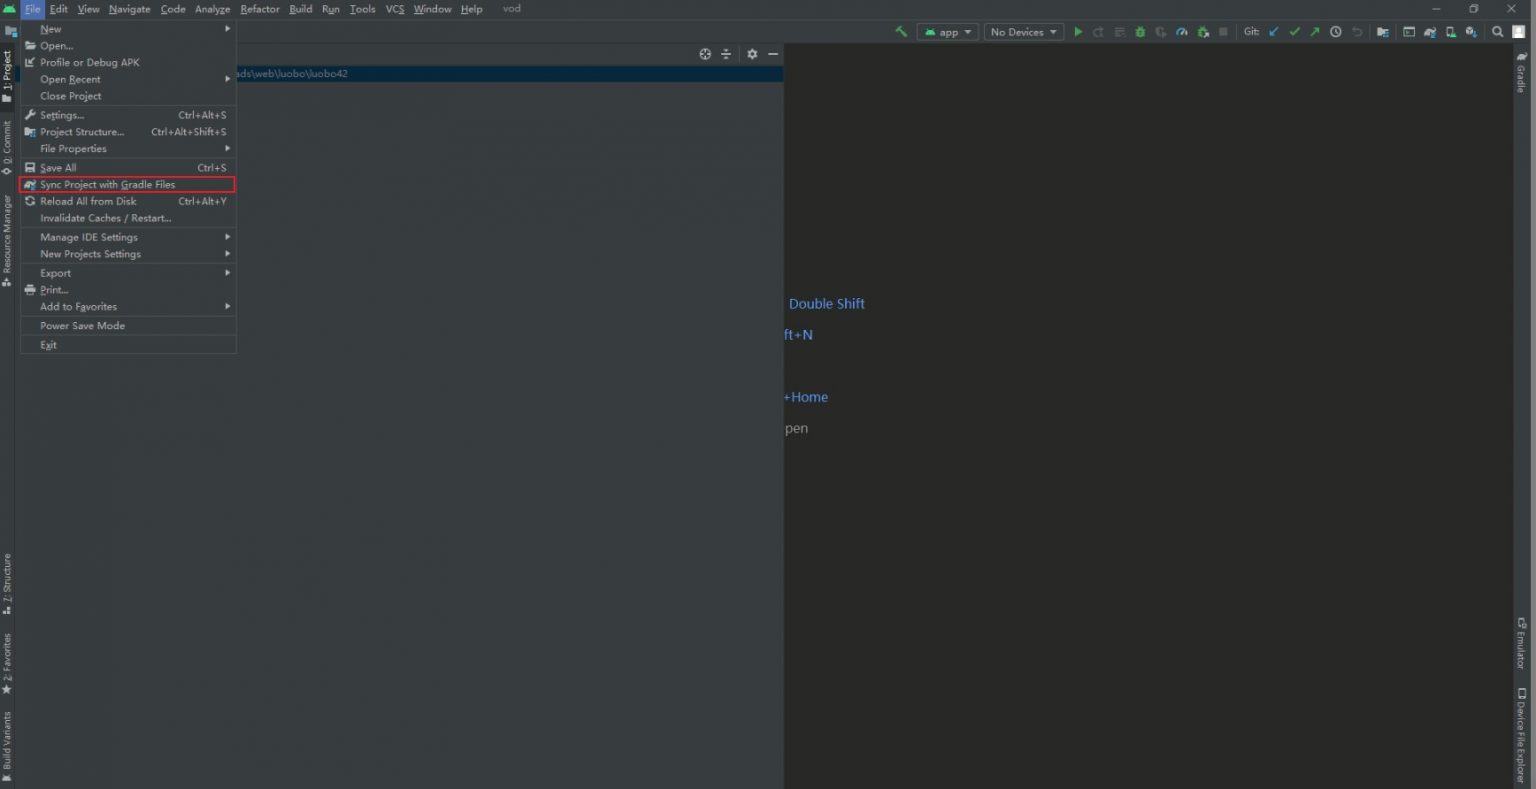 File Edit View Navigate Code Analyze Refactor Build Run Tools VCS Window Help vod
app No Devices Git:
New
Open...
Profile or Debug APK
Open Recent
Close Project
Settings... Ctrl+Alt+S
Project Structure... Ctrl+Alt+Shift+S
File Properties
Save All Ctrl+S
Sync Project with Gradle Files
Reload All from Disk Ctrl+Alt+Y
Invalidate Caches / Restart...
Manage IDE Settings
New Projects Settings
Export
Print...
Add to Favorites
Power Save Mode
Exit
ads\web\luobo\luobo42
Double Shift
ft+N
+Home
pen
1: Project
0: Commit
Resource Manager
Z: Structure
2: Favorites
Build Variants
Gradle
Emulator
Device File Explorer